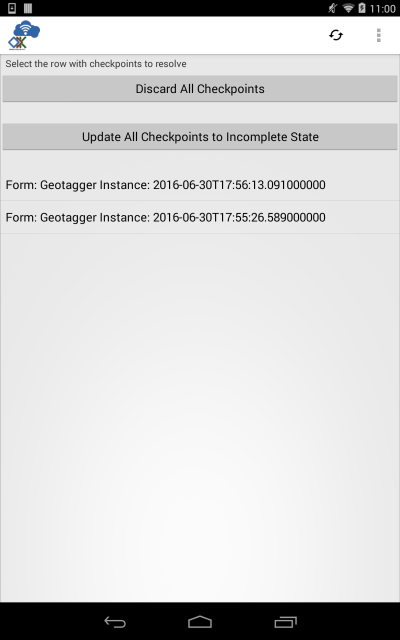 11:00
Select the row with checkpoints to resolve
Discard All Checkpoints
Update All Checkpoints to Incomplete State
Form: Geotagger Instance: 2016-06-30T17:56:13.091000000
Form: Geotagger Instance: 2016-06-30T17:55:26.589000000